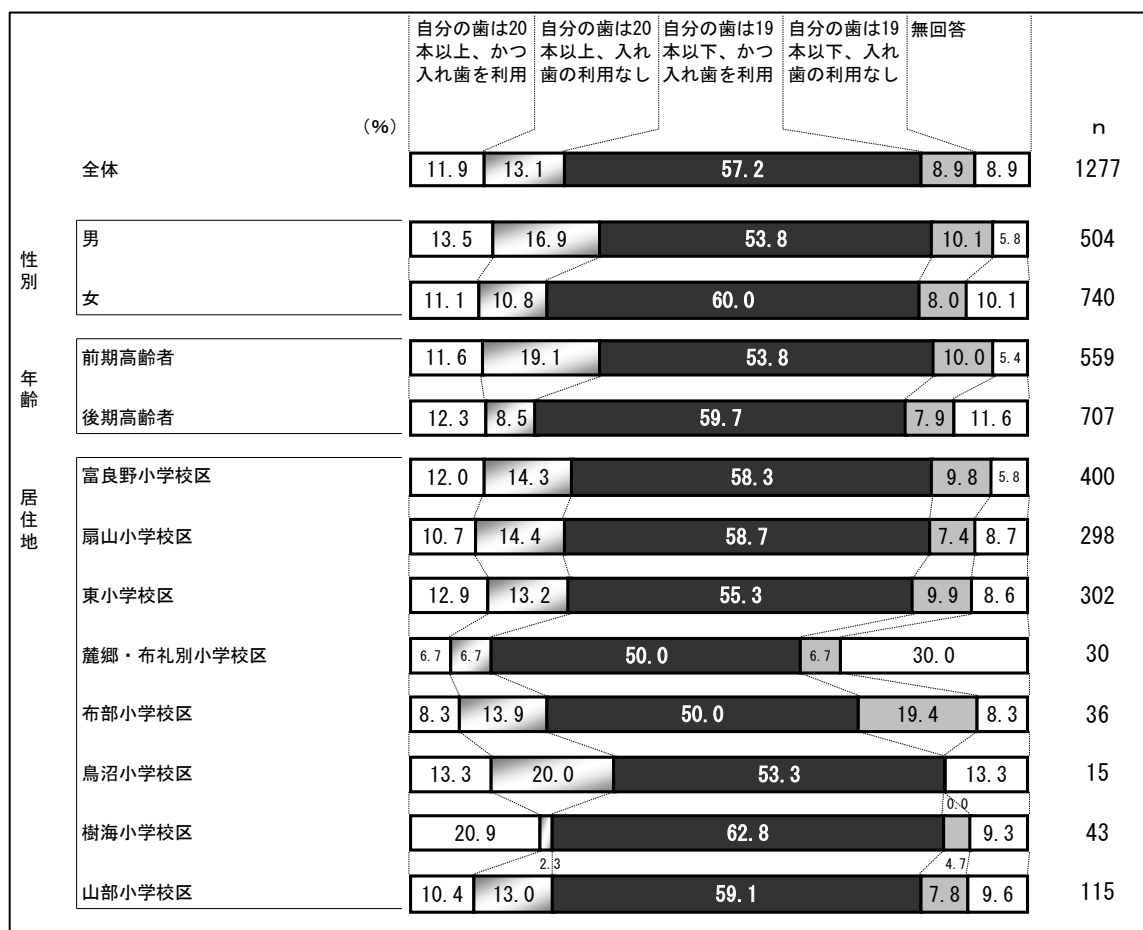 自分の歯は20本以上、かつ入れ歯を利用
自分の歯は20本以上、入れ歯の利用なし
自分の歯は19本以下、かつ入れ歯を利用
自分の歯は19本以下、入れ歯の利用なし
無回答
(%) n
全体 11.9 13.1 57.2 8.9 8.9 1277
性別
男 13.5 16.9 53.8 10.1 5.8 504
女 11.1 10.8 60.0 8.0 10.1 740
年齢
前期高齢者 11.6 19.1 53.8 10.0 5.4 559
後期高齢者 12.3 8.5 59.7 7.9 11.6 707
居住地
富良野小学校区 12.0 14.3 58.3 9.8 5.8 400
扇山小学校区 10.7 14.4 58.7 7.4 8.7 298
東小学校区 12.9 13.2 55.3 9.9 8.6 302
麓郷・布礼別小学校区 6.7 6.7 50.0 6.7 30.0 30
布部小学校区 8.3 13.9 50.0 19.4 8.3 36
鳥沼小学校区 13.3 20.0 53.3 0.0 13.3 15
樹海小学校区 20.9 2.3 62.8 4.7 9.3 43
山部小学校区 10.4 13.0 59.1 7.8 9.6 115